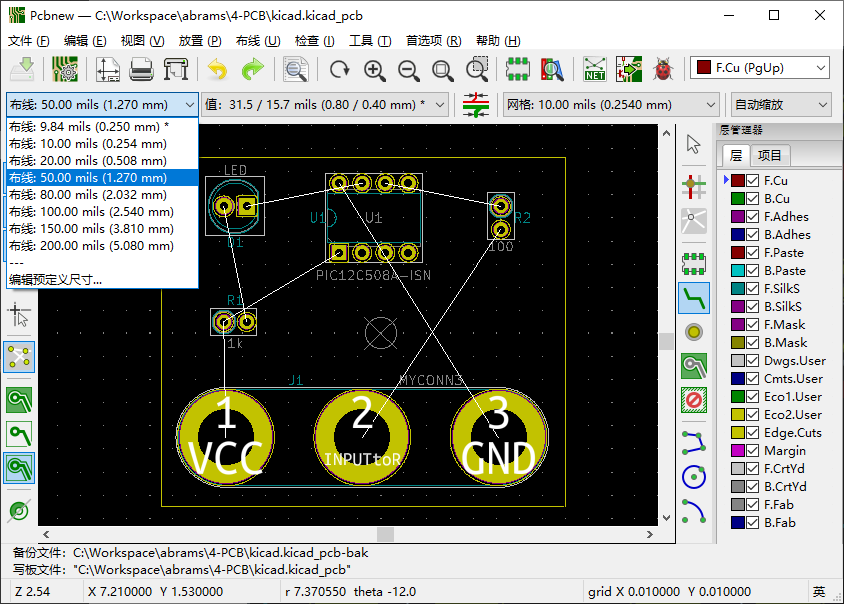 Pcbnew — C:\Workspace\abrams\4-PCB\kicad.kicad_pcb
文件 (F) 编辑 (E) 视图 (V) 放置 (P) 布线 (U) 检查 (I) 工具 (T) 首选项 (R) 帮助 (H)
NET
F.Cu (PgUp)
布线: 50.00 mils (1.270 mm)
值: 31.5 / 15.7 mils (0.80 / 0.40 mm) *
网格: 10.00 mils (0.2540 mm)
自动缩放
布线: 9.84 mils (0.250 mm) *
布线: 10.00 mils (0.254 mm)
布线: 20.00 mils (0.508 mm)
布线: 50.00 mils (1.270 mm)
布线: 80.00 mils (2.032 mm)
布线: 100.00 mils (2.540 mm)
布线: 150.00 mils (3.810 mm)
布线: 200.00 mils (5.080 mm)
---
编辑预定义尺寸...
LED
D1
U1
U1
PIC12C508A-ISN
R2
100
R1
1k
J1
MYCONN3
1
VCC
2
INPUTtoR
3
GND
层管理器
层 项目
F.Cu
B.Cu
F.Adhes
B.Adhes
F.Paste
B.Paste
F.SilkS
B.SilkS
F.Mask
B.Mask
Dwgs.User
Cmts.User
Eco1.User
Eco2.User
Edge.Cuts
Margin
F.CrtYd
B.CrtYd
F.Fab
B.Fab
备份文件: C:\Workspace\abrams\4-PCB\kicad.kicad_pcb-bak
写板文件: "C:\Workspace\abrams\4-PCB\kicad.kicad_pcb"
Z 2.54
X 7.210000 Y 1.530000
r 7.370550 theta -12.0
grid X 0.010000 Y 0.010000
英